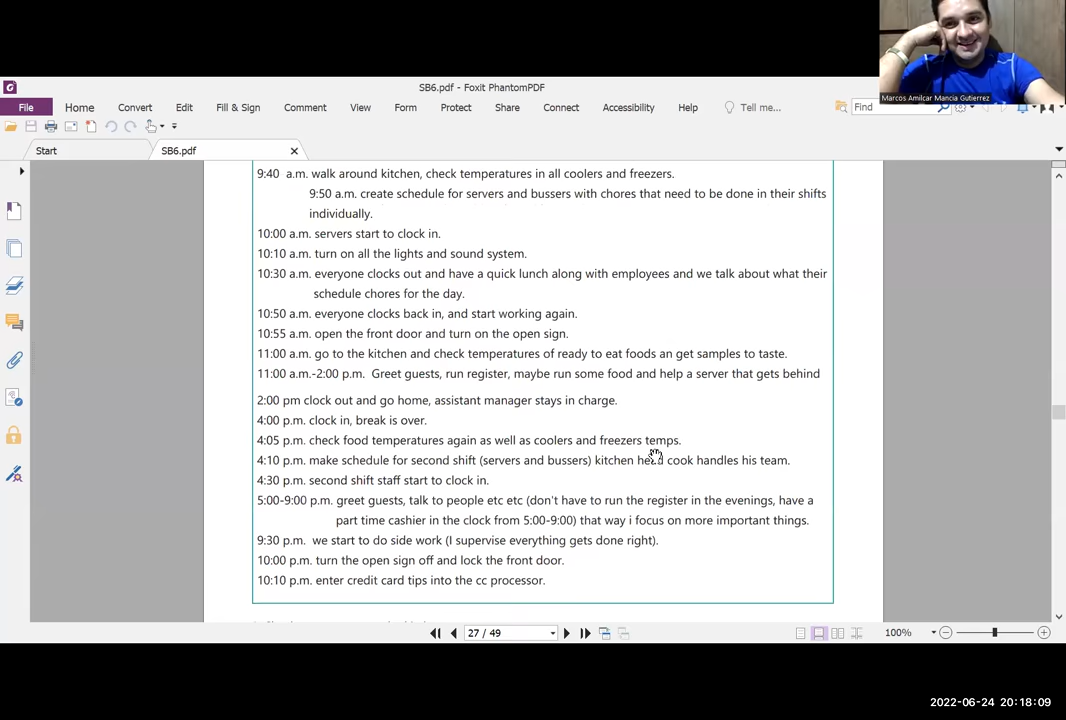 Marcos Amilcar Mancia Gutierrez
SB6.pdf - Foxit PhantomPDF
File Home Convert Edit Fill & Sign Comment View Form Protect Share Connect Accessibility Help Tell me... Find
Start SB6.pdf
9:40 a.m. walk around kitchen, check temperatures in all coolers and freezers.
9:50 a.m. create schedule for servers and bussers with chores that need to be done in their shifts
individually.
10:00 a.m. servers start to clock in.
10:10 a.m. turn on all the lights and sound system.
10:30 a.m. everyone clocks out and have a quick lunch along with employees and we talk about what their
schedule chores for the day.
10:50 a.m. everyone clocks back in, and start working again.
10:55 a.m. open the front door and turn on the open sign.
11:00 a.m. go to the kitchen and check temperatures of ready to eat foods an get samples to taste.
11:00 a.m.-2:00 p.m. Greet guests, run register, maybe run some food and help a server that gets behind
2:00 pm clock out and go home, assistant manager stays in charge.
4:00 p.m. clock in, break is over.
4:05 p.m. check food temperatures again as well as coolers and freezers temps.
4:10 p.m. make schedule for second shift (servers and bussers) kitchen head cook handles his team.
4:30 p.m. second shift staff start to clock in.
5:00-9:00 p.m. greet guests, talk to people etc etc (don't have to run the register in the evenings, have a
part time cashier in the clock from 5:00-9:00) that way i focus on more important things.
9:30 p.m. we start to do side work (I supervise everything gets done right).
10:00 p.m. turn the open sign off and lock the front door.
10:10 p.m. enter credit card tips into the cc processor.
27 / 49
100%
2022-06-24 20:18:09